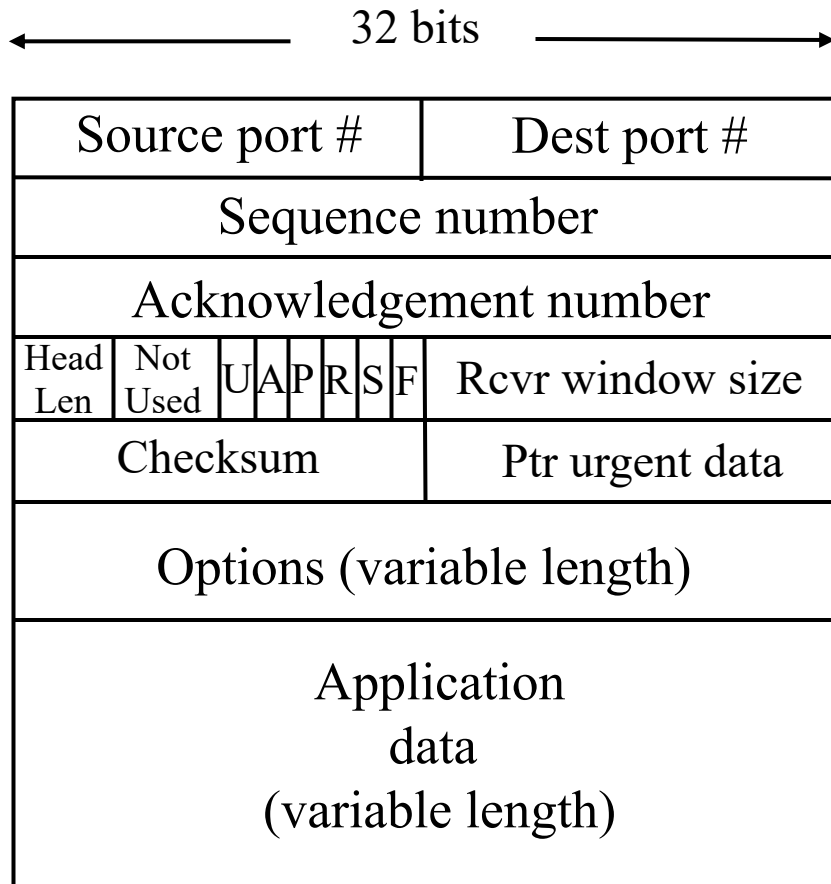 32 bits
Source port # Dest port #
Sequence number
Acknowledgement number
Head Len Not Used U A P R S F Rcvr window size
Checksum Ptr urgent data
Options (variable length)
Application
data
(variable length)